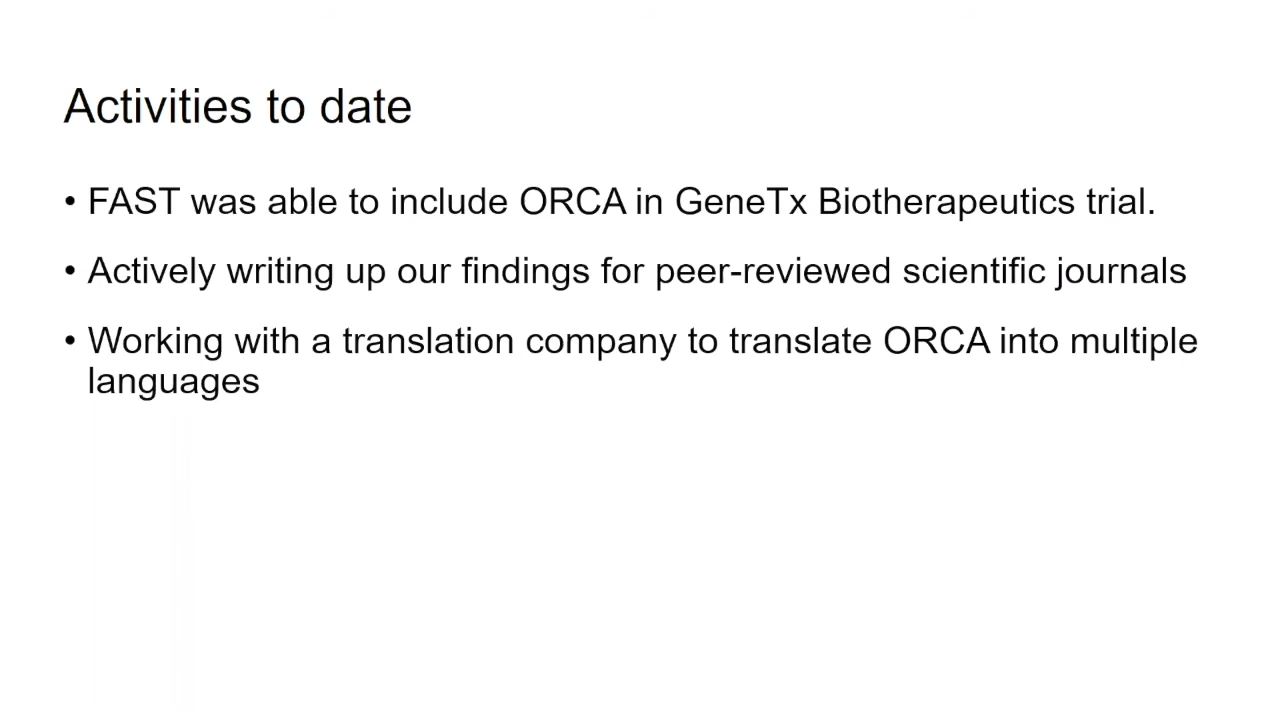 Activities to date
• FAST was able to include ORCA in GeneTx Biotherapeutics trial.
• Actively writing up our findings for peer-reviewed scientific journals
• Working with a translation company to translate ORCA into multiple
languages